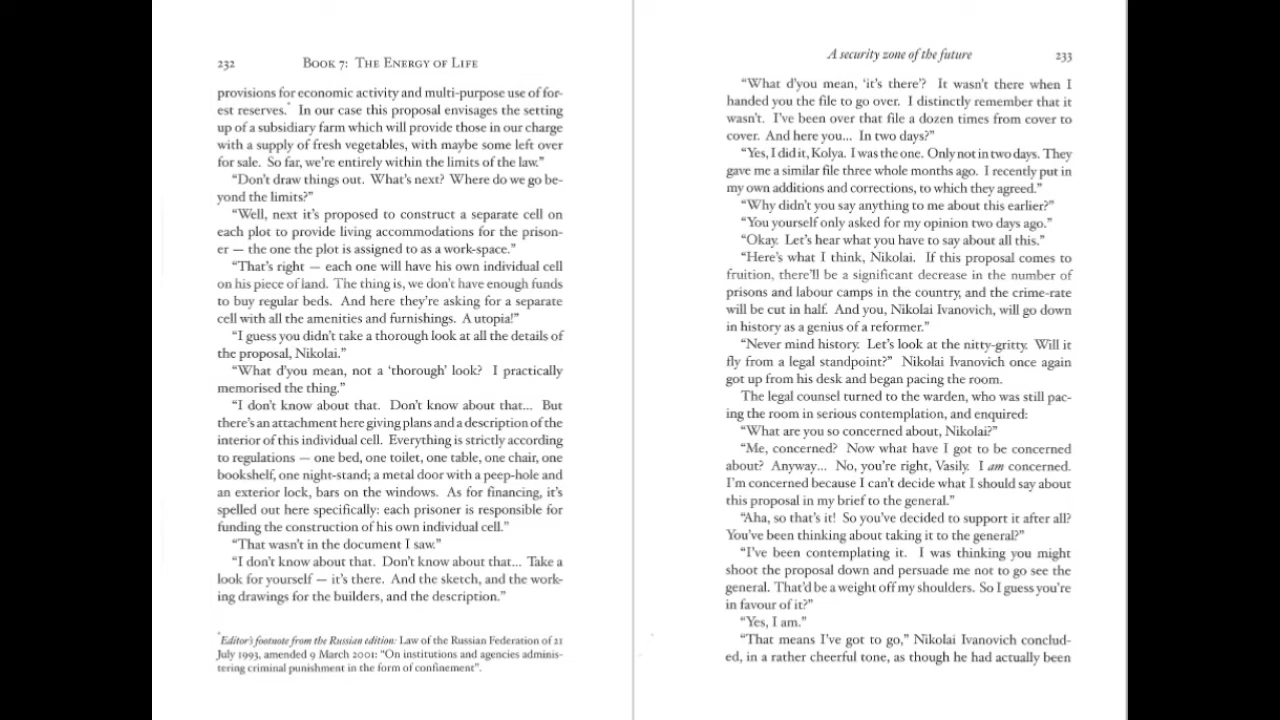 232 BOOK 7: THE ENERGY OF LIFE
provisions for economic activity and multi-purpose use of for-
est reserves.* In our case this proposal envisages the setting
up of a subsidiary farm which will provide those in our charge
with a supply of fresh vegetables, with maybe some left over
for sale. So far, we're entirely within the limits of the law.”
“Don't draw things out. What's next? Where do we go be-
yond the limits?”
“Well, next it's proposed to construct a separate cell on
each plot to provide living accommodations for the prison-
er — the one the plot is assigned to as a work-space.”
“That's right — each one will have his own individual cell
on his piece of land. The thing is, we don't have enough funds
to buy regular beds. And here they're asking for a separate
cell with all the amenities and furnishings. A utopia!”
“I guess you didn't take a thorough look at all the details of
the proposal, Nikolai.”
“What d'you mean, not a ‘thorough’ look? I practically
memorised the thing.”
“I don't know about that. Don't know about that... But
there's an attachment here giving plans and a description of the
interior of this individual cell. Everything is strictly according
to regulations — one bed, one toilet, one table, one chair, one
bookshelf, one night-stand; a metal door with a peep-hole and
an exterior lock, bars on the windows. As for financing, it's
spelled out here specifically: each prisoner is responsible for
funding the construction of his own individual cell.”
“That wasn't in the document I saw.”
“I don't know about that. Don't know about that... Take a
look for yourself — it's there. And the sketch, and the work-
ing drawings for the builders, and the description.”
*Editor's footnote from the Russian edition: Law of the Russian Federation of 21
July 1993, amended 9 March 2001: “On institutions and agencies adminis-
tering criminal punishment in the form of confinement”.
A security zone of the future 233
“What d'you mean, ‘it's there’? It wasn't there when I
handed you the file to go over. I distinctly remember that it
wasn't. I've been over that file a dozen times from cover to
cover. And here you... In two days?”
“Yes, I did it, Kolya. I was the one. Only not in two days. They
gave me a similar file three whole months ago. I recently put in
my own additions and corrections, to which they agreed.”
“Why didn't you say anything to me about this earlier?”
“You yourself only asked for my opinion two days ago.”
“Okay. Let's hear what you have to say about all this.”
“Here's what I think, Nikolai. If this proposal comes to
fruition, there'll be a significant decrease in the number of
prisons and labour camps in the country, and the crime-rate
will be cut in half. And you, Nikolai Ivanovich, will go down
in history as a genius of a reformer.”
“Never mind history. Let's look at the nitty-gritty. Will it
fly from a legal standpoint?” Nikolai Ivanovich once again
got up from his desk and began pacing the room.
The legal counsel turned to the warden, who was still pac-
ing the room in serious contemplation, and enquired:
“What are you so concerned about, Nikolai?”
“Me, concerned? Now what have I got to be concerned
about? Anyway... No, you're right, Vasily. I am concerned.
I'm concerned because I can't decide what I should say about
this proposal in my brief to the general.”
“Aha, so that's it! So you've decided to support it after all?
You've been thinking about taking it to the general?”
“I've been contemplating it. I was thinking you might
shoot the proposal down and persuade me not to go see the
general. That'd be a weight off my shoulders. So I guess you're
in favour of it?”
“Yes, I am.”
“That means I've got to go,” Nikolai Ivanovich conclud-
ed, in a rather cheerful tone, as though he had actually been